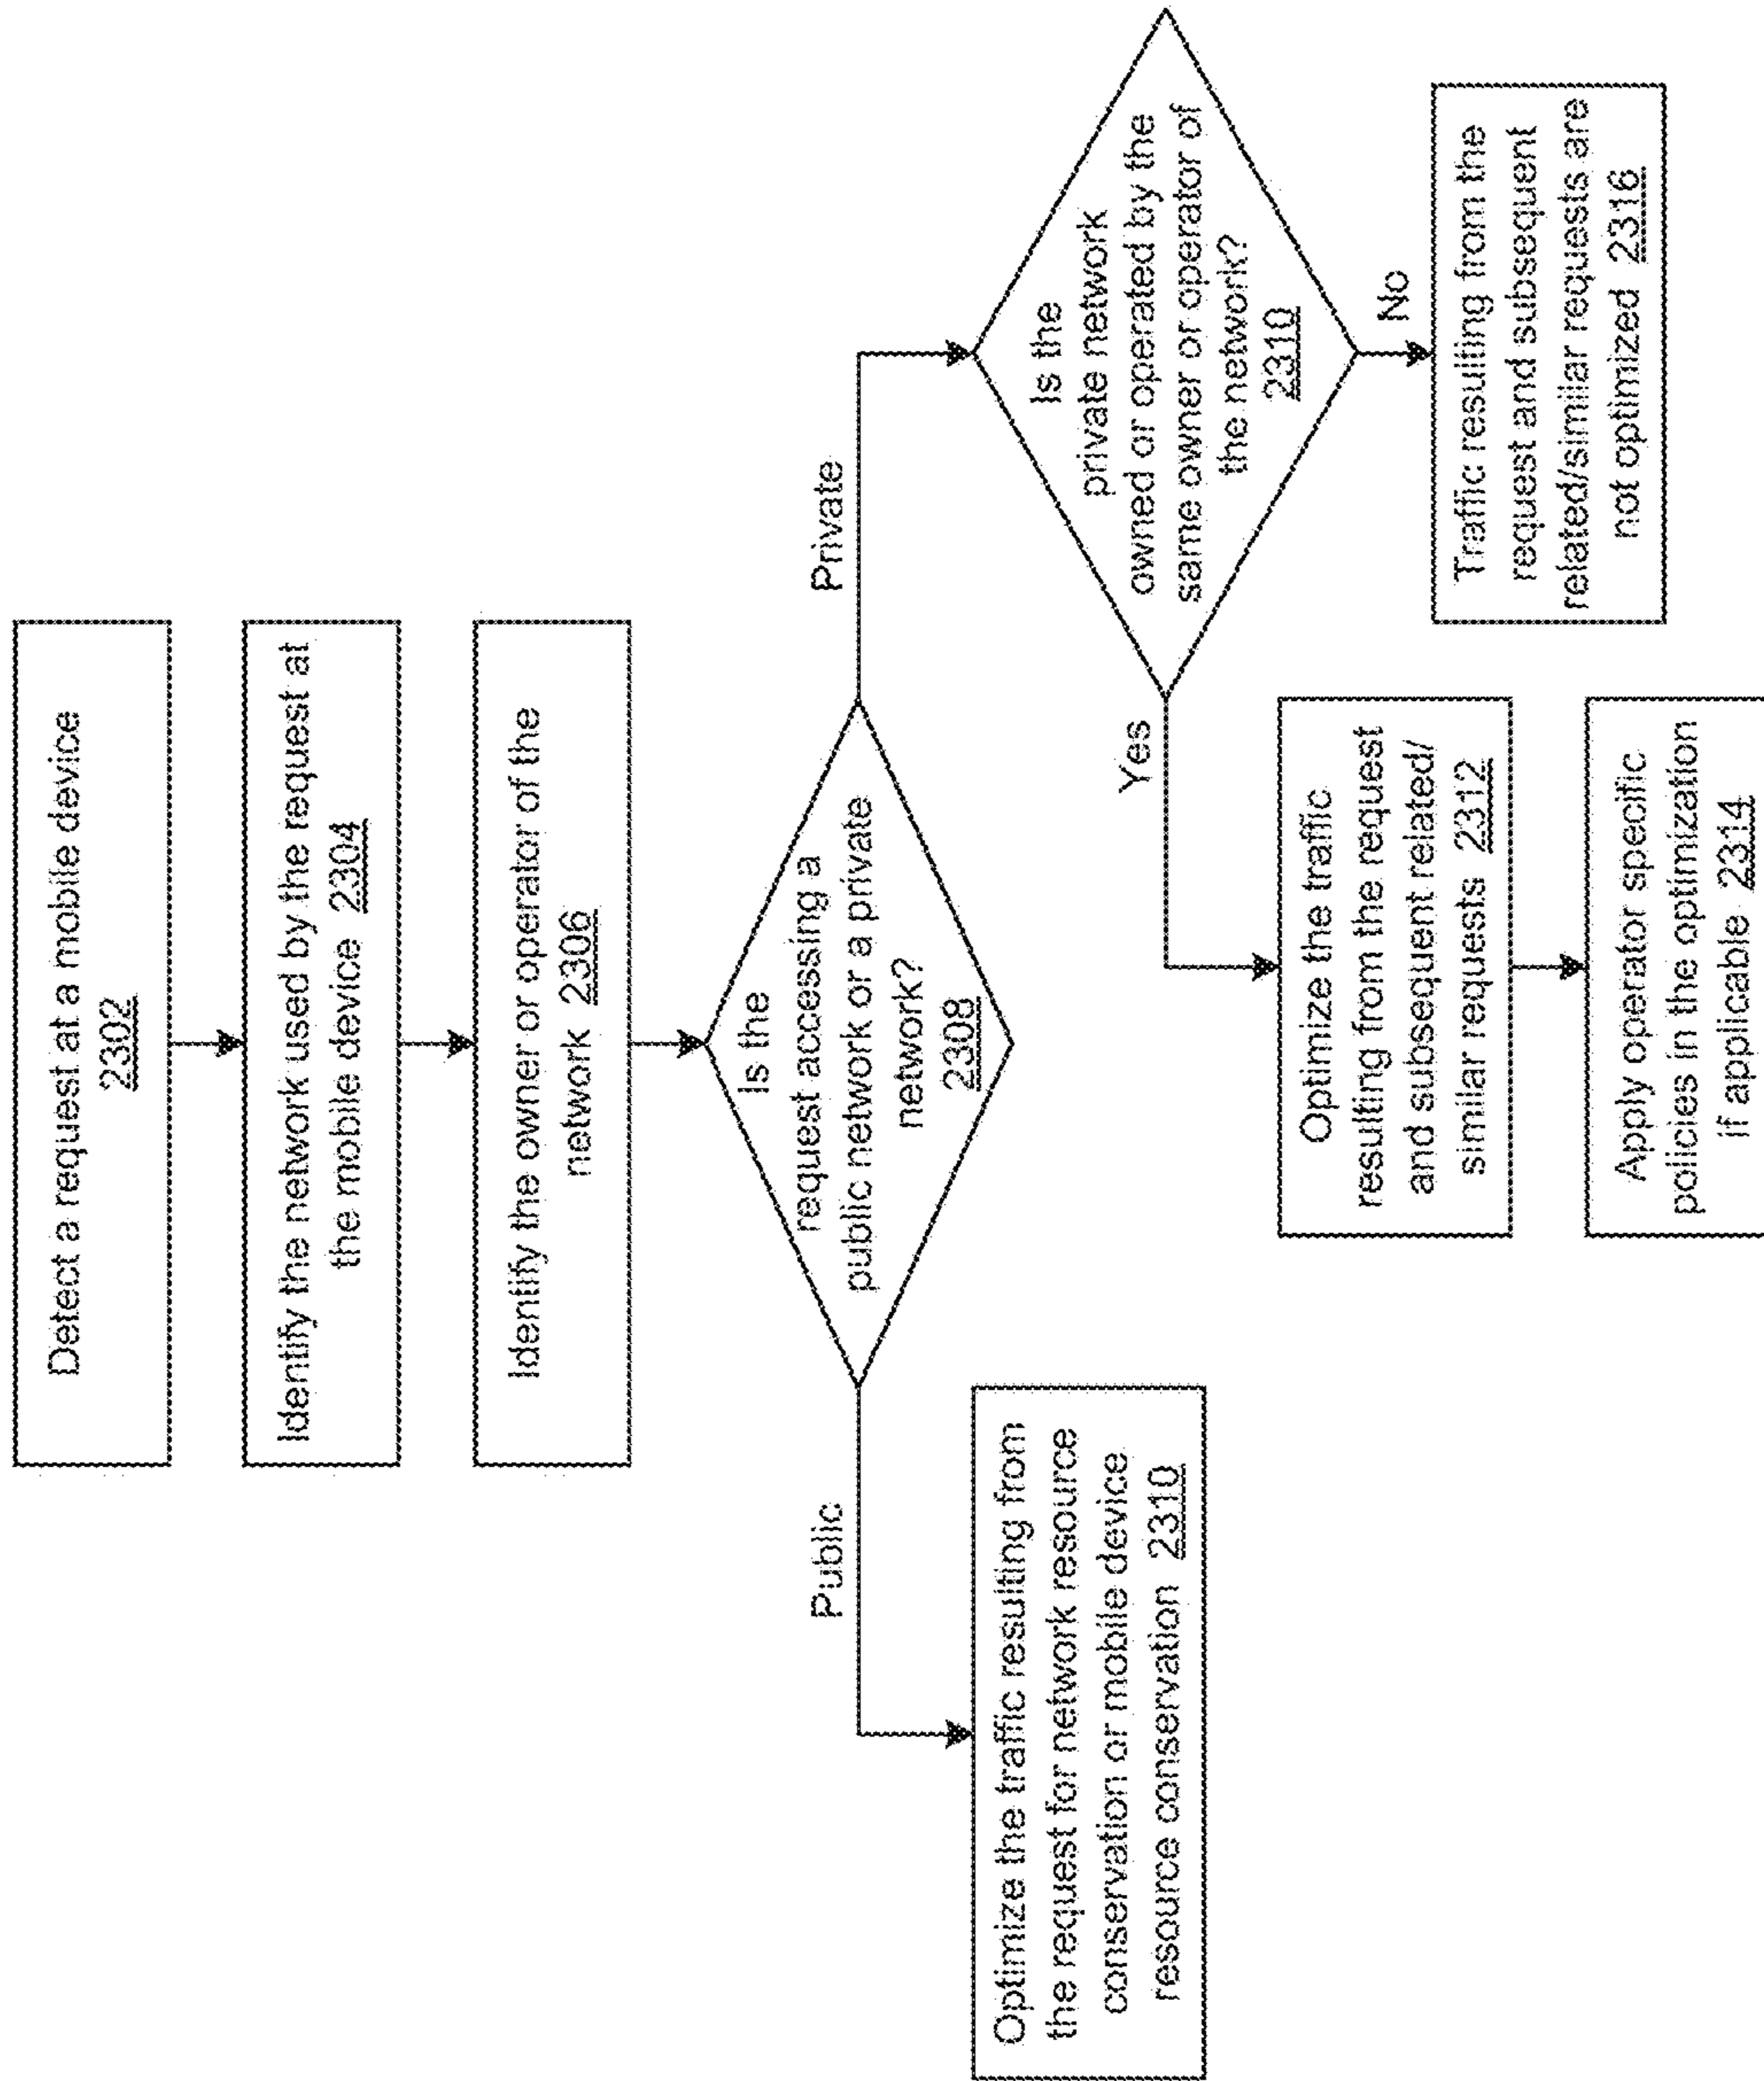 Detect a request at a mobile device
2302
Identify the network used by the request at
the mobile device 2304
Identify the owner or operator of the
network 2306
Is the
request accessing a
public network or a private
network?
2308
Public
Private
Optimize the traffic resulting from
the request for network resource
conservation or mobile device
resource conservation 2310
Is the
private network
owned or operated by the
same owner or operator of
the network?
2310
Yes
No
Optimize the traffic
resulting from the request
and subsequent related/
similar requests 2312
Apply operator specific
policies in the optimization
if applicable 2314
Traffic resulting from the
request and subsequent
related/similar requests are
not optimized 2316